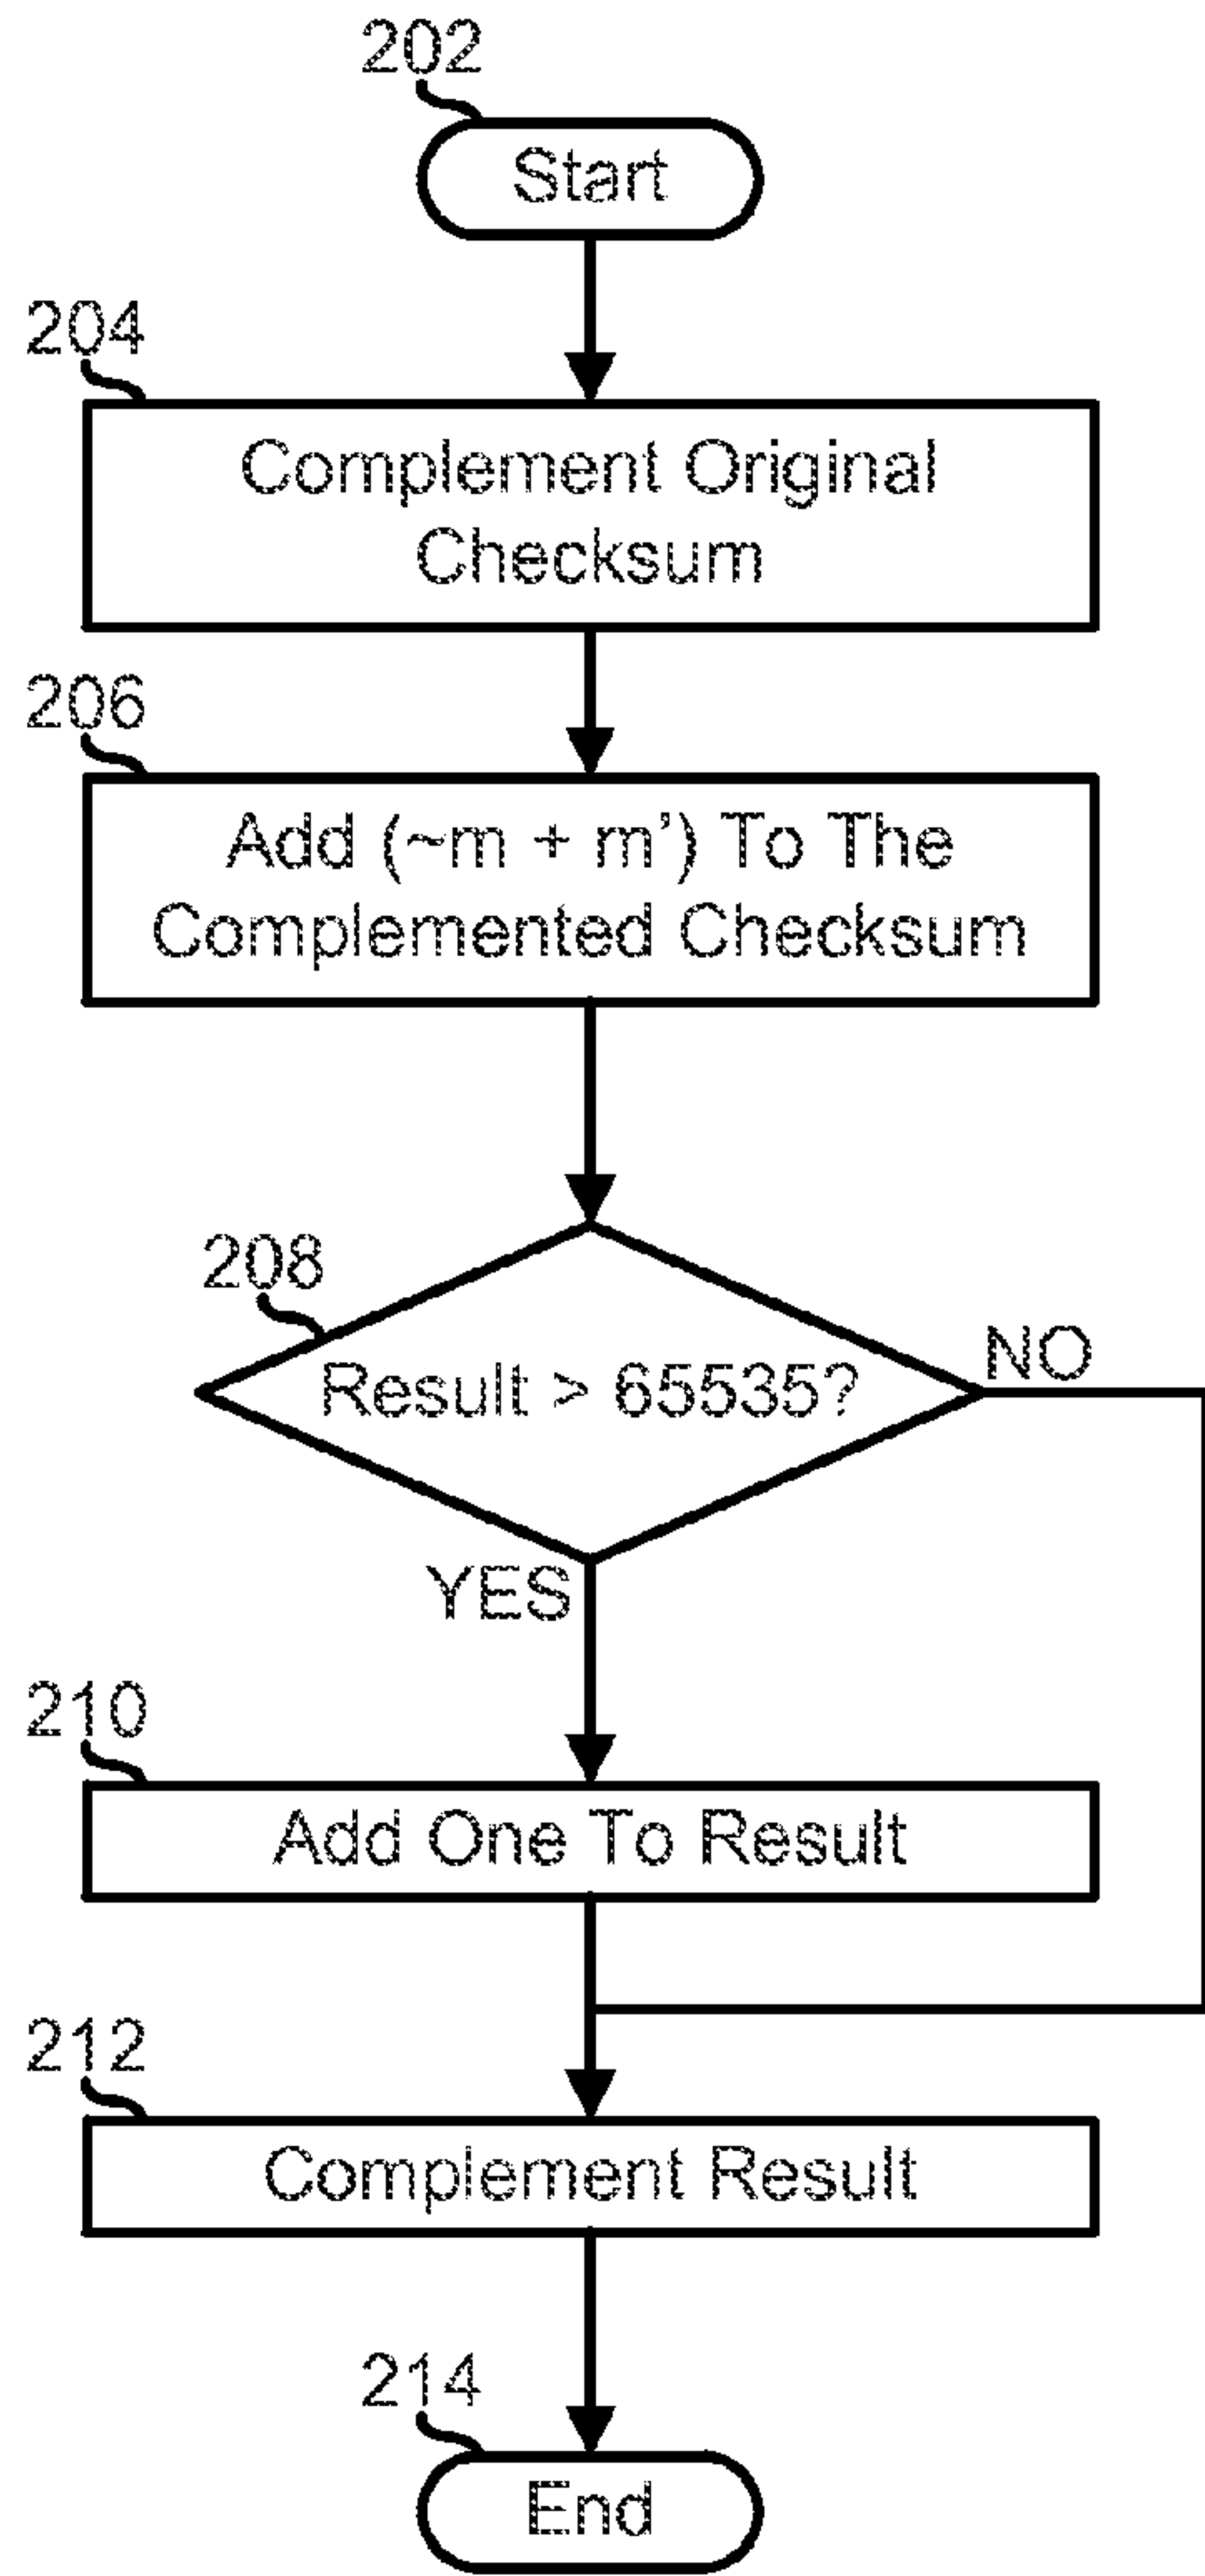 202
Start
204
Complement Original
Checksum
206
Add (~m + m’) To The
Complemented Checksum
208
Result > 65535?
NO
YES
210
Add One To Result
212
Complement Result
214
End